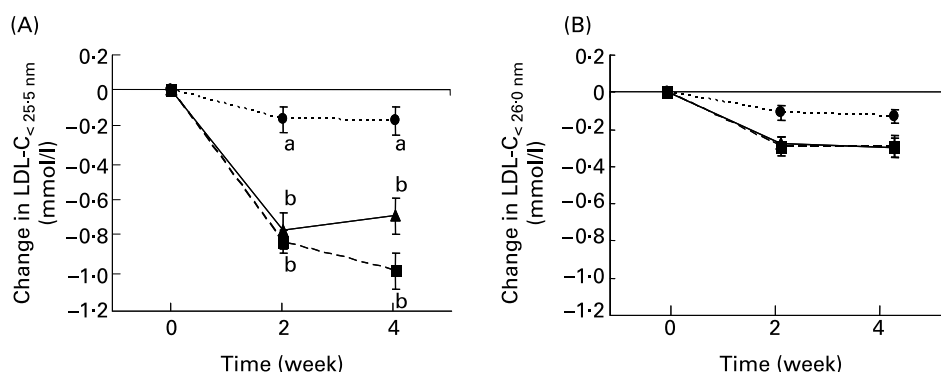 (A)
0·2
0
−0·2
−0·4
−0·6
−0·8
−1·0
−1·2
Change in LDL-C< 25·5 nm
(mmol/l)
a
a
b
b
b
b
0
2
4
Time (week)
(B)
0·2
0
−0·2
−0·4
−0·6
−0·8
−1·0
−1·2
Change in LDL-C< 26·0 nm
(mmol/l)
0
2
4
Time (week)